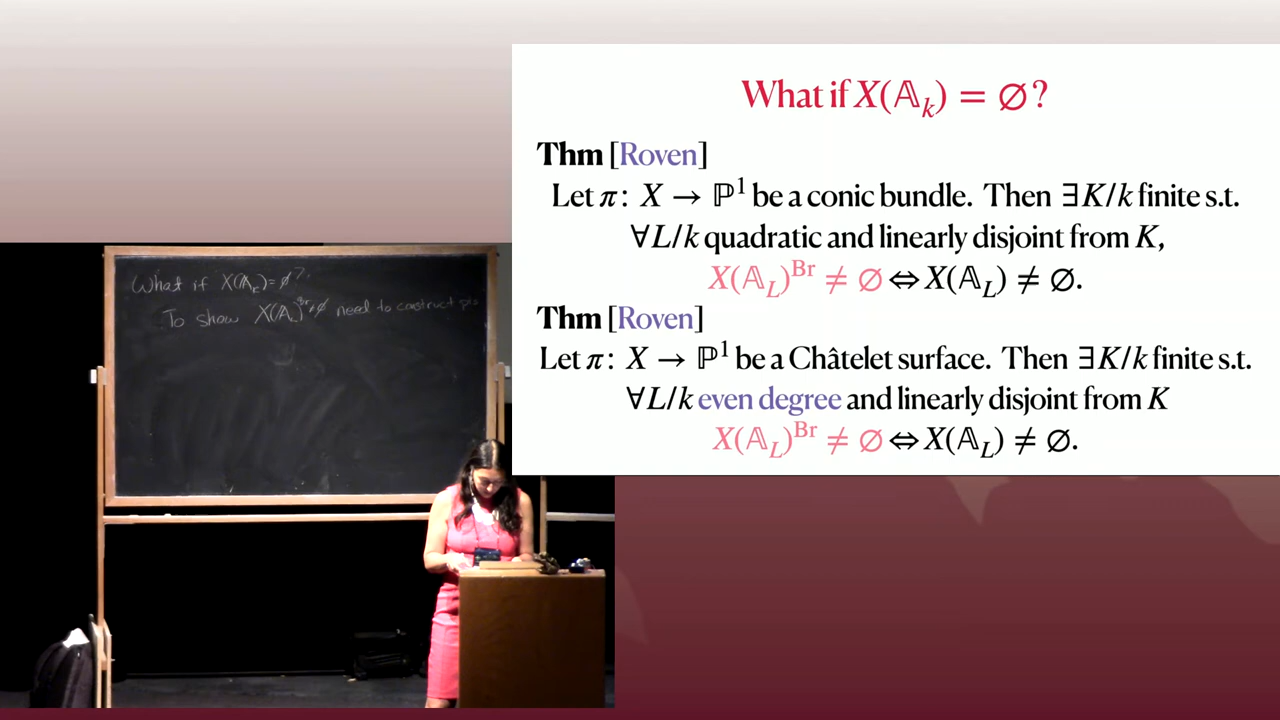 What if X(𝔸_k) = ∅?
Thm [Roven]
Let π: X → ℙ¹ be a conic bundle. Then ∃K/k finite s.t.
∀L/k quadratic and linearly disjoint from K,
X(𝔸_L)^Br ≠ ∅ ⇔ X(𝔸_L) ≠ ∅.
Thm [Roven]
Let π: X → ℙ¹ be a Châtelet surface. Then ∃K/k finite s.t.
∀L/k even degree and linearly disjoint from K
X(𝔸_L)^Br ≠ ∅ ⇔ X(𝔸_L) ≠ ∅.
What if X(𝔸_k)=∅?
To show X(𝔸)^Br≠∅ need to construct pts